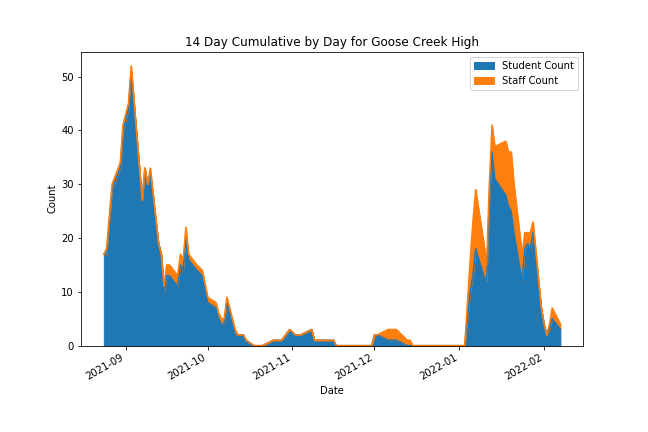 14 Day Cumulative by Day for Goose Creek High
Student Count
Staff Count
50
40
30
20
10
0
Count
2021-09
2021-10
2021-11
2021-12
2022-01
2022-02
Date